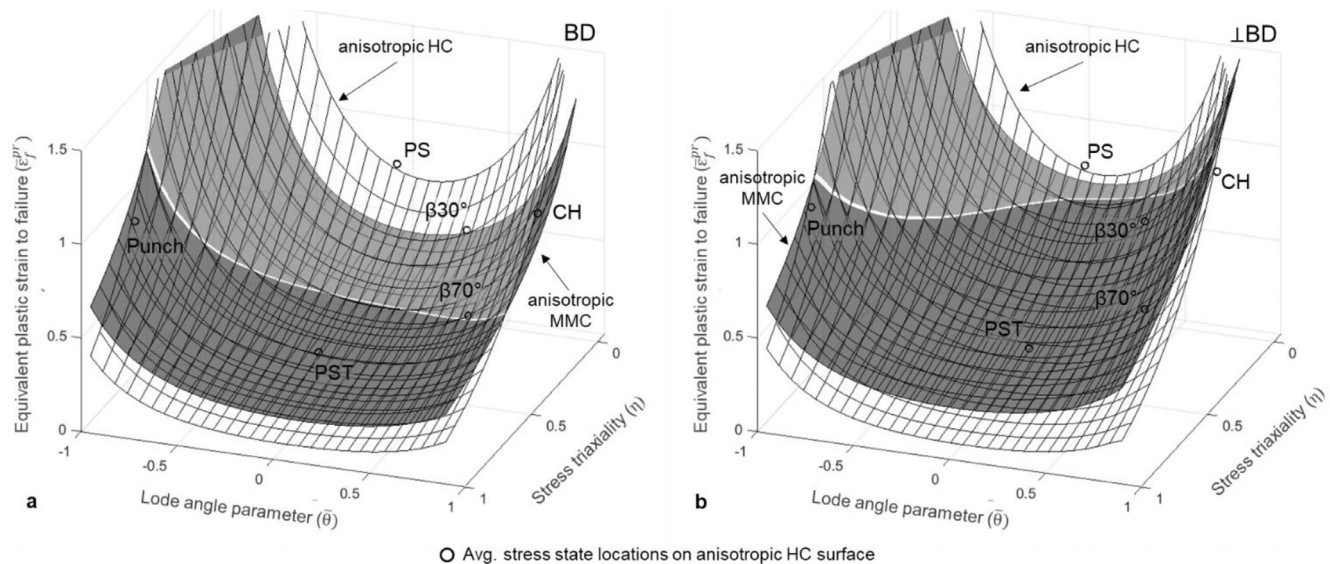 BD
anisotropic HC
PS
β30°
CH
Punch
β70°
anisotropic
MMC
PST
Equivalent plastic strain to failure (ε̄_f^pr)
1.5
1
0.5
0
-1
-0.5
0
0.5
1
Lode angle parameter (θ̄)
1
0.5
0
Stress triaxiality (η)
a
⊥BD
anisotropic HC
PS
CH
anisotropic
MMC
Punch
β30°
β70°
PST
Equivalent plastic strain to failure (ε̄_f^pr)
1.5
1
0.5
0
-1
-0.5
0
0.5
1
Lode angle parameter (θ̄)
1
0.5
0
Stress triaxiality (η)
b
Avg. stress state locations on anisotropic HC surface